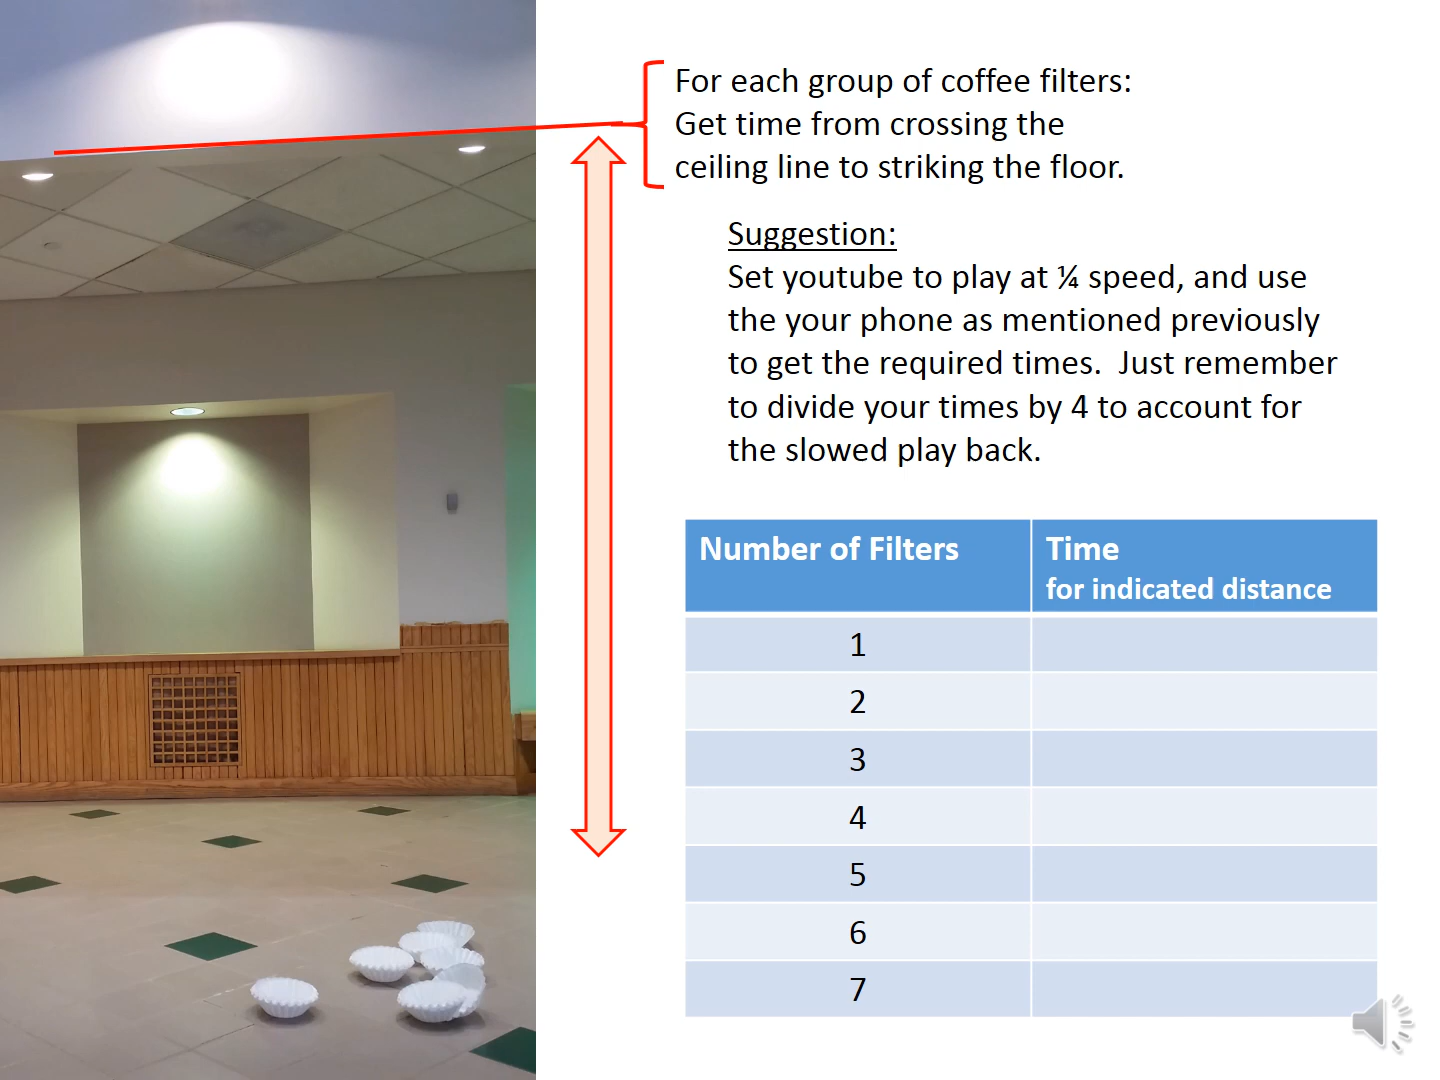 For each group of coffee filters:
Get time from crossing the
ceiling line to striking the floor.
Suggestion:
Set youtube to play at ¼ speed, and use
the your phone as mentioned previously
to get the required times.  Just remember
to divide your times by 4 to account for
the slowed play back.
Number of Filters
Time
for indicated distance
1
2
3
4
5
6
7